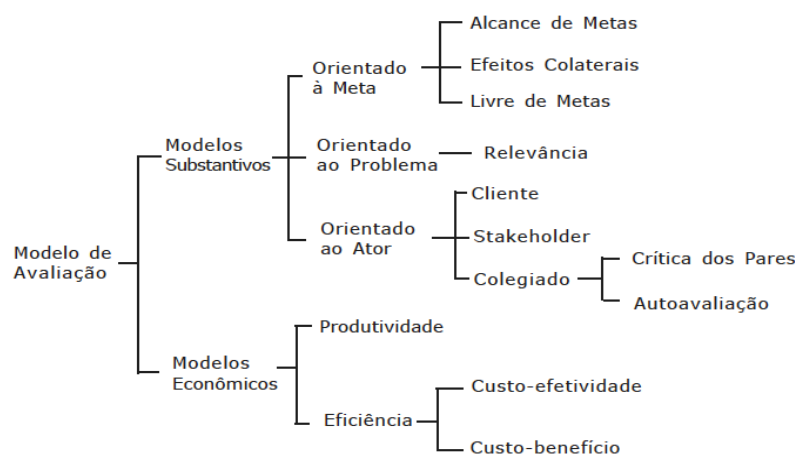 Alcance de Metas
Orientado
à Meta
Efeitos Colaterais
Livre de Metas
Modelos
Substantivos
Orientado
ao Problema
Relevância
Cliente
Orientado
ao Ator
Stakeholder
Colegiado
Crítica dos Pares
Autoavaliação
Modelo de
Avaliação
Produtividade
Modelos
Econômicos
Custo-efetividade
Eficiência
Custo-benefício